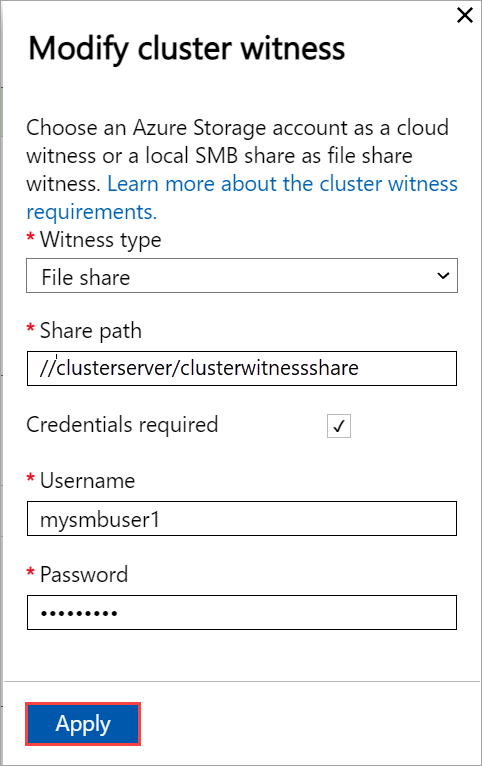 Modify cluster witness
Choose an Azure Storage account as a cloud
witness or a local SMB share as file share
witness. Learn more about the cluster witness
requirements.
* Witness type
File share
* Share path
//clusterserver/clusterwitnessshare
Credentials required
* Username
mysmbuser1
* Password
•••••••••
Apply